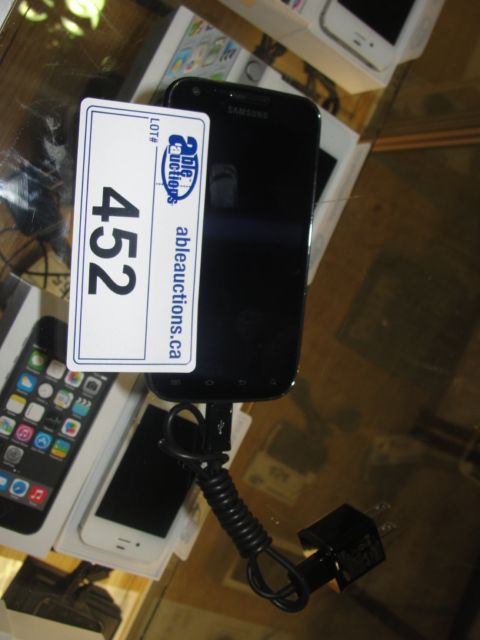 SAMSUNG
LOT#
able
auctions
452
ableauctions.ca